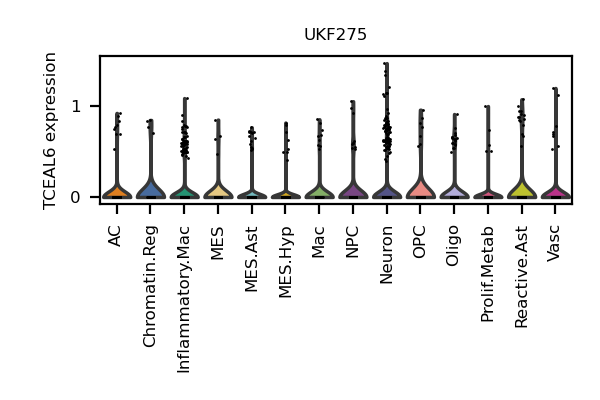 UKF275
TCEAL6 expression
1
0
AC
Chromatin.Reg
Inflammatory.Mac
MES
MES.Ast
MES.Hyp
Mac
NPC
Neuron
OPC
Oligo
Prolif.Metab
Reactive.Ast
Vasc